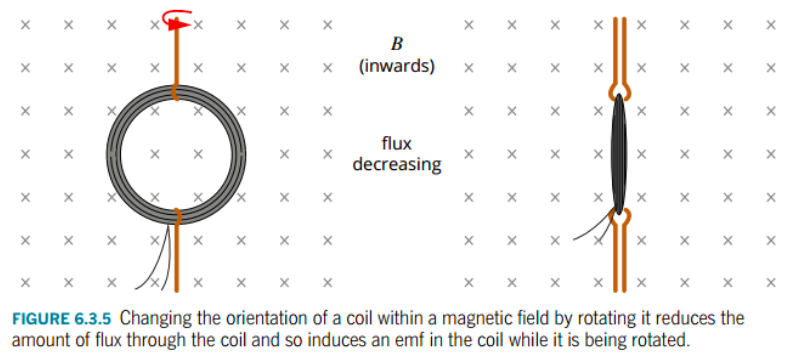 B
(inwards)
flux
decreasing
FIGURE 6.3.5 Changing the orientation of a coil within a magnetic field by rotating it reduces the
amount of flux through the coil and so induces an emf in the coil while it is being rotated.